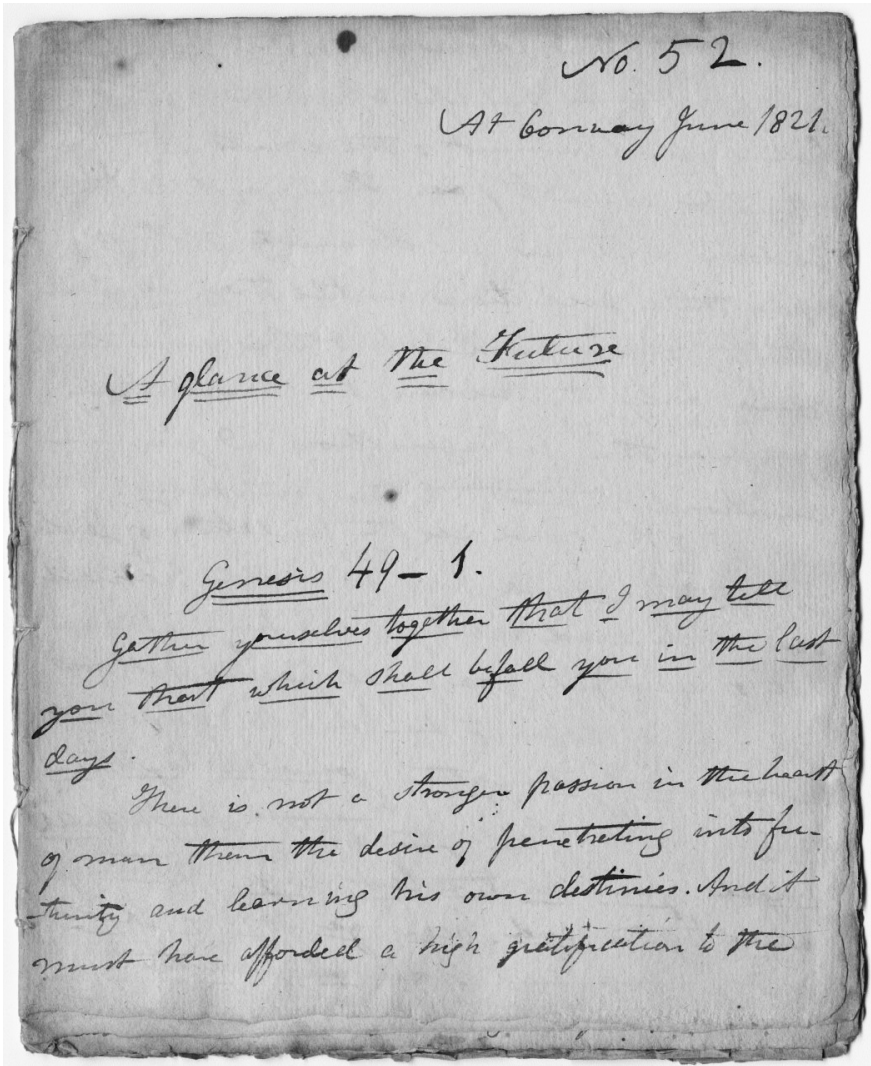 No. 52.
At Conway June 1821.
A glance at the Future
Genesis 49-1.
Gather yourselves together that I may tell
you that which shall befall you in the last
days.
There is not a stronger passion in the heart
of man than the desire of penetrating into fu-
-turity and learning his own destinies. And it
must have afforded a high gratification to the